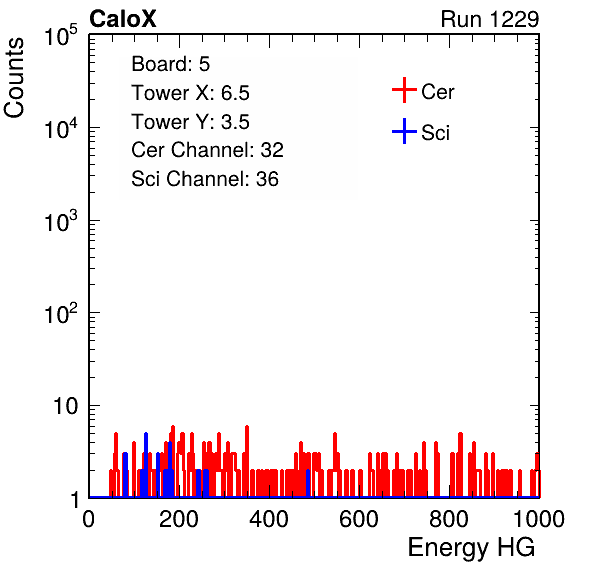 CaloX Run 1229
Counts
10^5
10^4
10^3
10^2
10
1
Board: 5
Tower X: 6.5
Tower Y: 3.5
Cer Channel: 32
Sci Channel: 36
Cer
Sci
0 200 400 600 800 1000
Energy HG